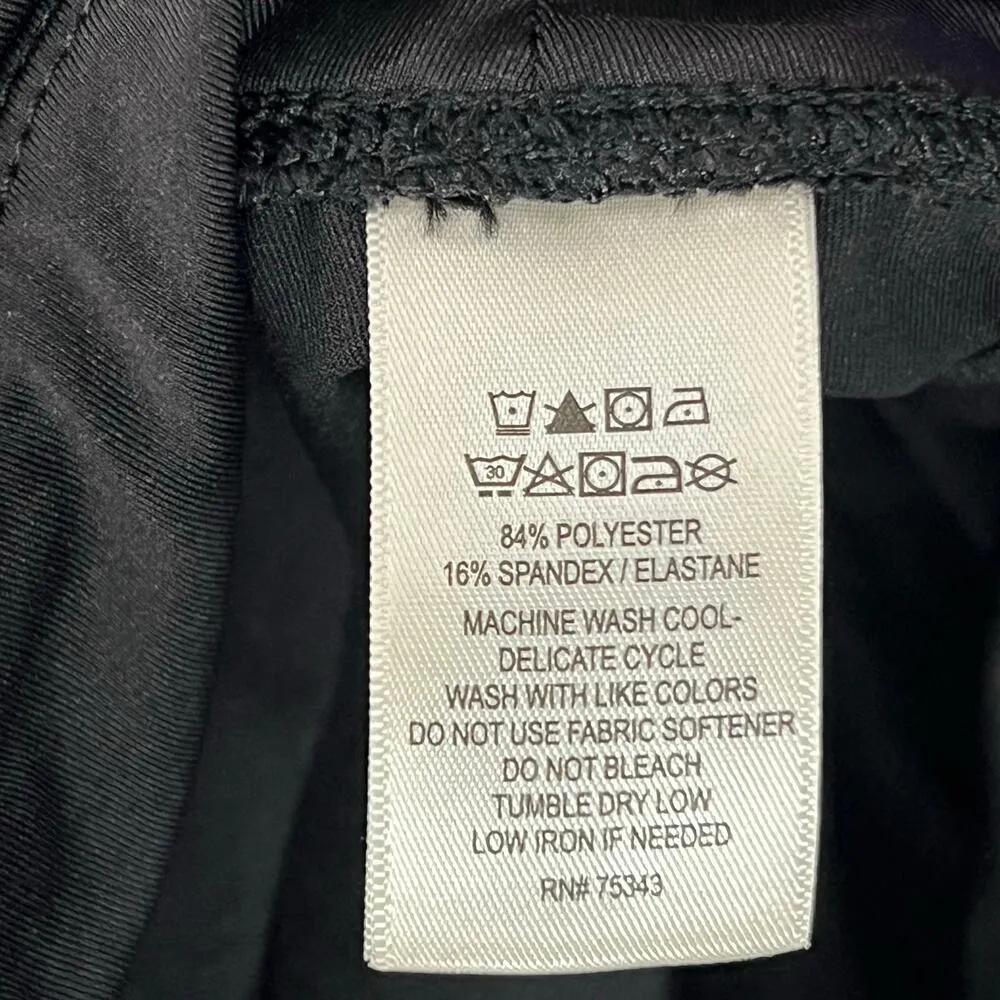 30
84% POLYESTER
16% SPANDEX / ELASTANE
MACHINE WASH COOL-
DELICATE CYCLE
WASH WITH LIKE COLORS
DO NOT USE FABRIC SOFTENER
DO NOT BLEACH
TUMBLE DRY LOW
LOW IRON IF NEEDED
RN# 75343